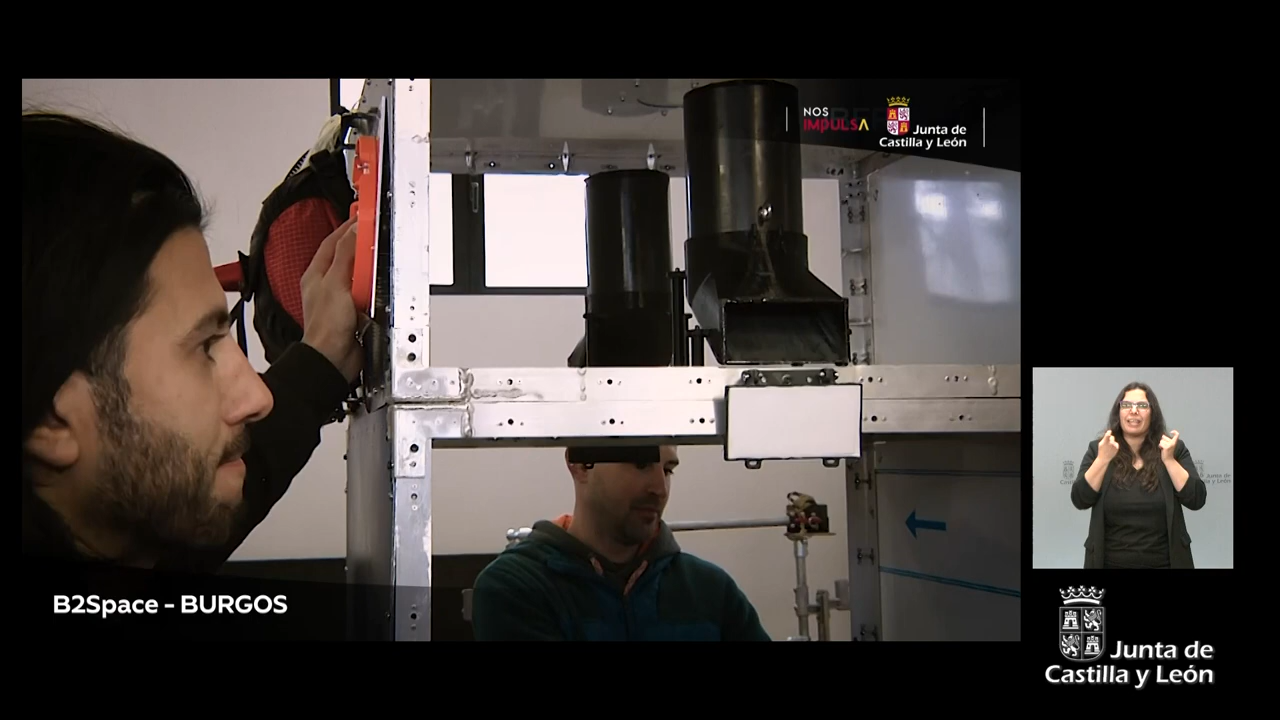 NOS
IMPULSA
Junta de
Castilla y León
B2Space - BURGOS
Junta de
Castilla y León